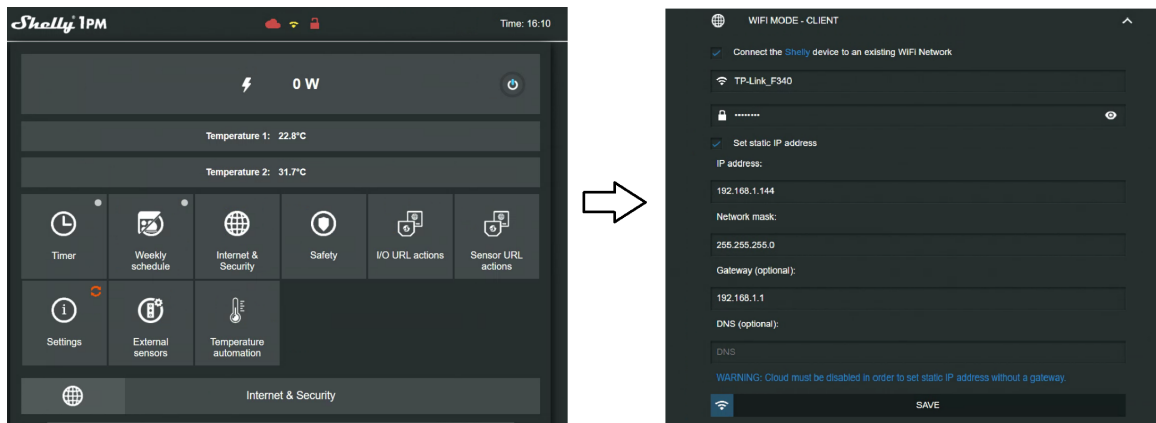 Shelly 1PM
Time: 16:10
0 W
Temperature 1: 22.8°C
Temperature 2: 31.7°C
Timer
Weekly
schedule
Internet &
Security
Safety
I/O URL actions
Sensor URL
actions
Settings
External
sensors
Temperature
automation
Internet & Security
WIFI MODE - CLIENT
Connect the Shelly device to an existing WiFi Network
TP-Link_F340
········
Set static IP address
IP address:
192.168.1.144
Network mask:
255.255.255.0
Gateway (optional):
192.168.1.1
DNS (optional):
DNS
WARNING: Cloud must be disabled in order to set static IP address without a gateway.
SAVE